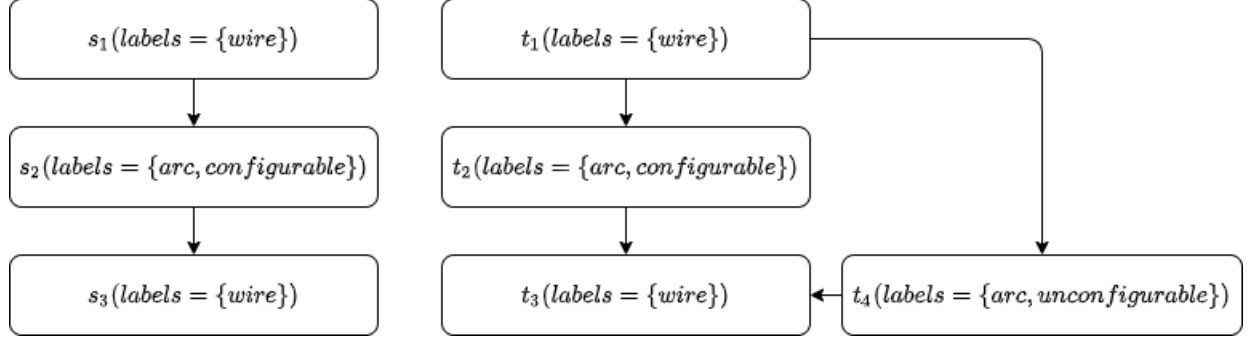 s₁(labels = {wire})
t₁(labels = {wire})
s₂(labels = {arc, configurable})
t₂(labels = {arc, configurable})
s₃(labels = {wire})
t₃(labels = {wire})
t₄(labels = {arc, unconfigurable})